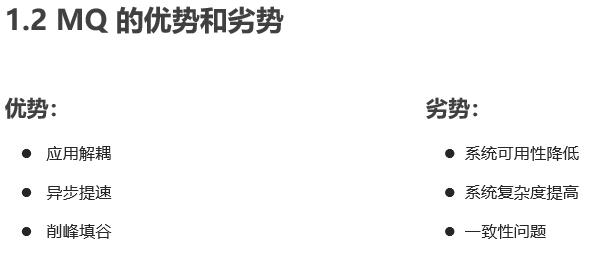 1.2 MQ 的优势和劣势
优势：
应用解耦
异步提速
削峰填谷
劣势：
系统可用性降低
系统复杂度提高
一致性问题